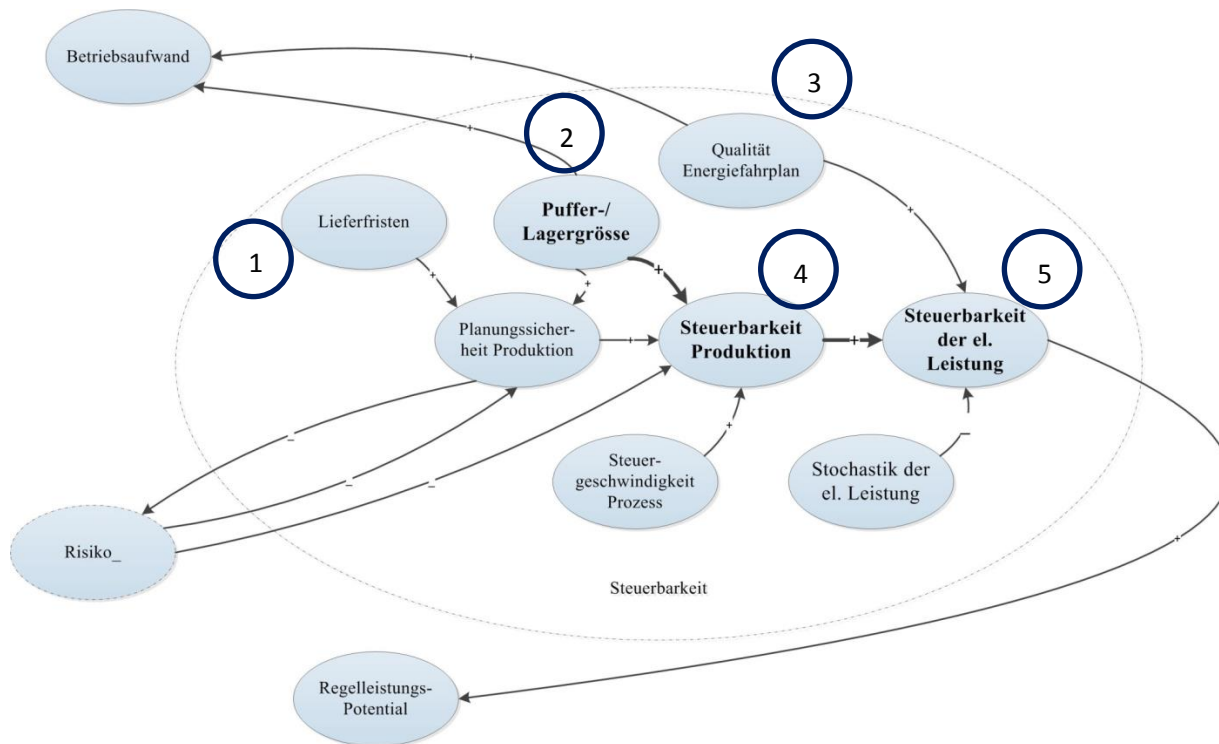 Betriebsaufwand
+
3
+
2
Qualität
Energiefahrplan
Lieferfristen
Puffer-/
Lagergrösse
+
1
+
+
+
4
5
Planungssicher-
heit Produktion
+
Steuerbarkeit
Produktion
+
Steuerbarkeit
der el.
Leistung
+
Steuer-
geschwindigkeit
Prozess
Stochastik der
el. Leistung
–
–
–
–
Risiko_
+
Steuerbarkeit
Regelleistungs-
Potential